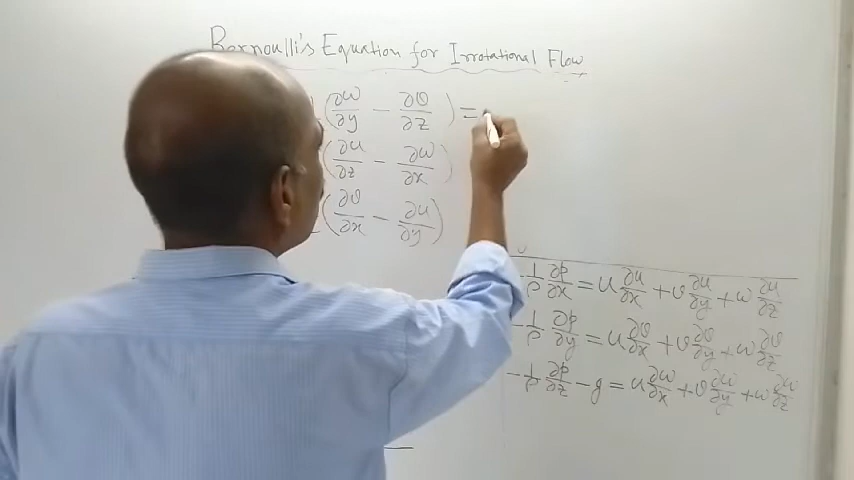 Bernoulli's Equation for Irrotational Flow
(∂w/∂y − ∂v/∂z) =
(∂u/∂z − ∂w/∂x)
(∂v/∂x − ∂u/∂y)
−1/ρ ∂p/∂x = u ∂u/∂x + v ∂u/∂y + w ∂u/∂z
−1/ρ ∂p/∂y = u ∂v/∂x + v ∂v/∂y + w ∂v/∂z
−1/ρ ∂p/∂z − g = u ∂w/∂x + v ∂w/∂y + w ∂w/∂z